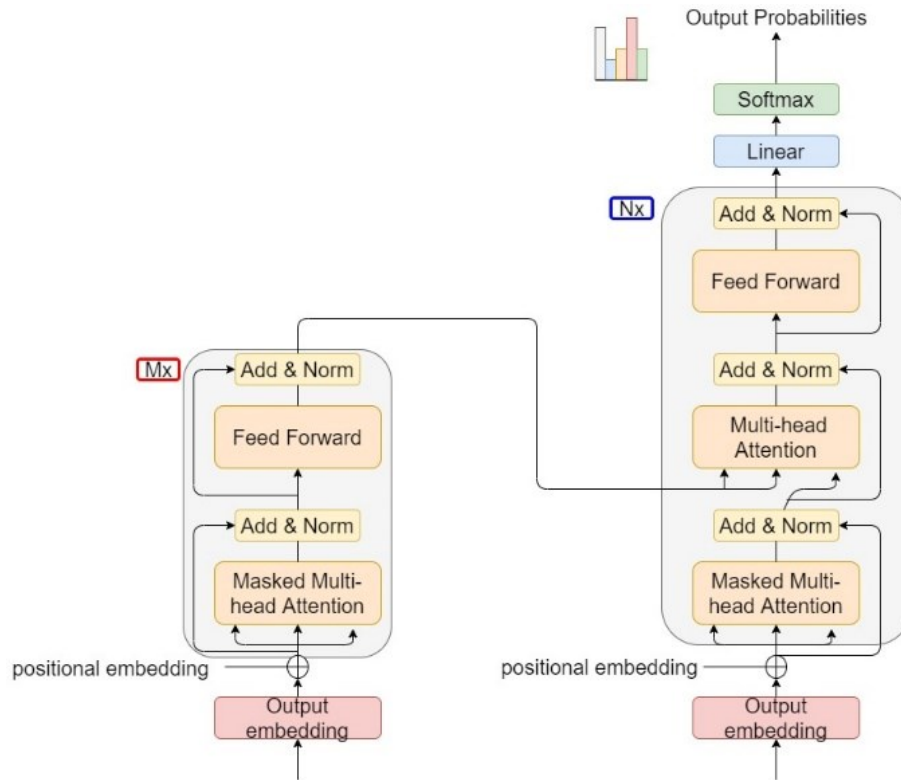 Output Probabilities
Softmax
Linear
Nx
Add & Norm
Feed Forward
Add & Norm
Multi-head
Attention
Add & Norm
Masked Multi-
head Attention
positional embedding
Output
embedding
Mx
Add & Norm
Feed Forward
Add & Norm
Masked Multi-
head Attention
positional embedding
Output
embedding